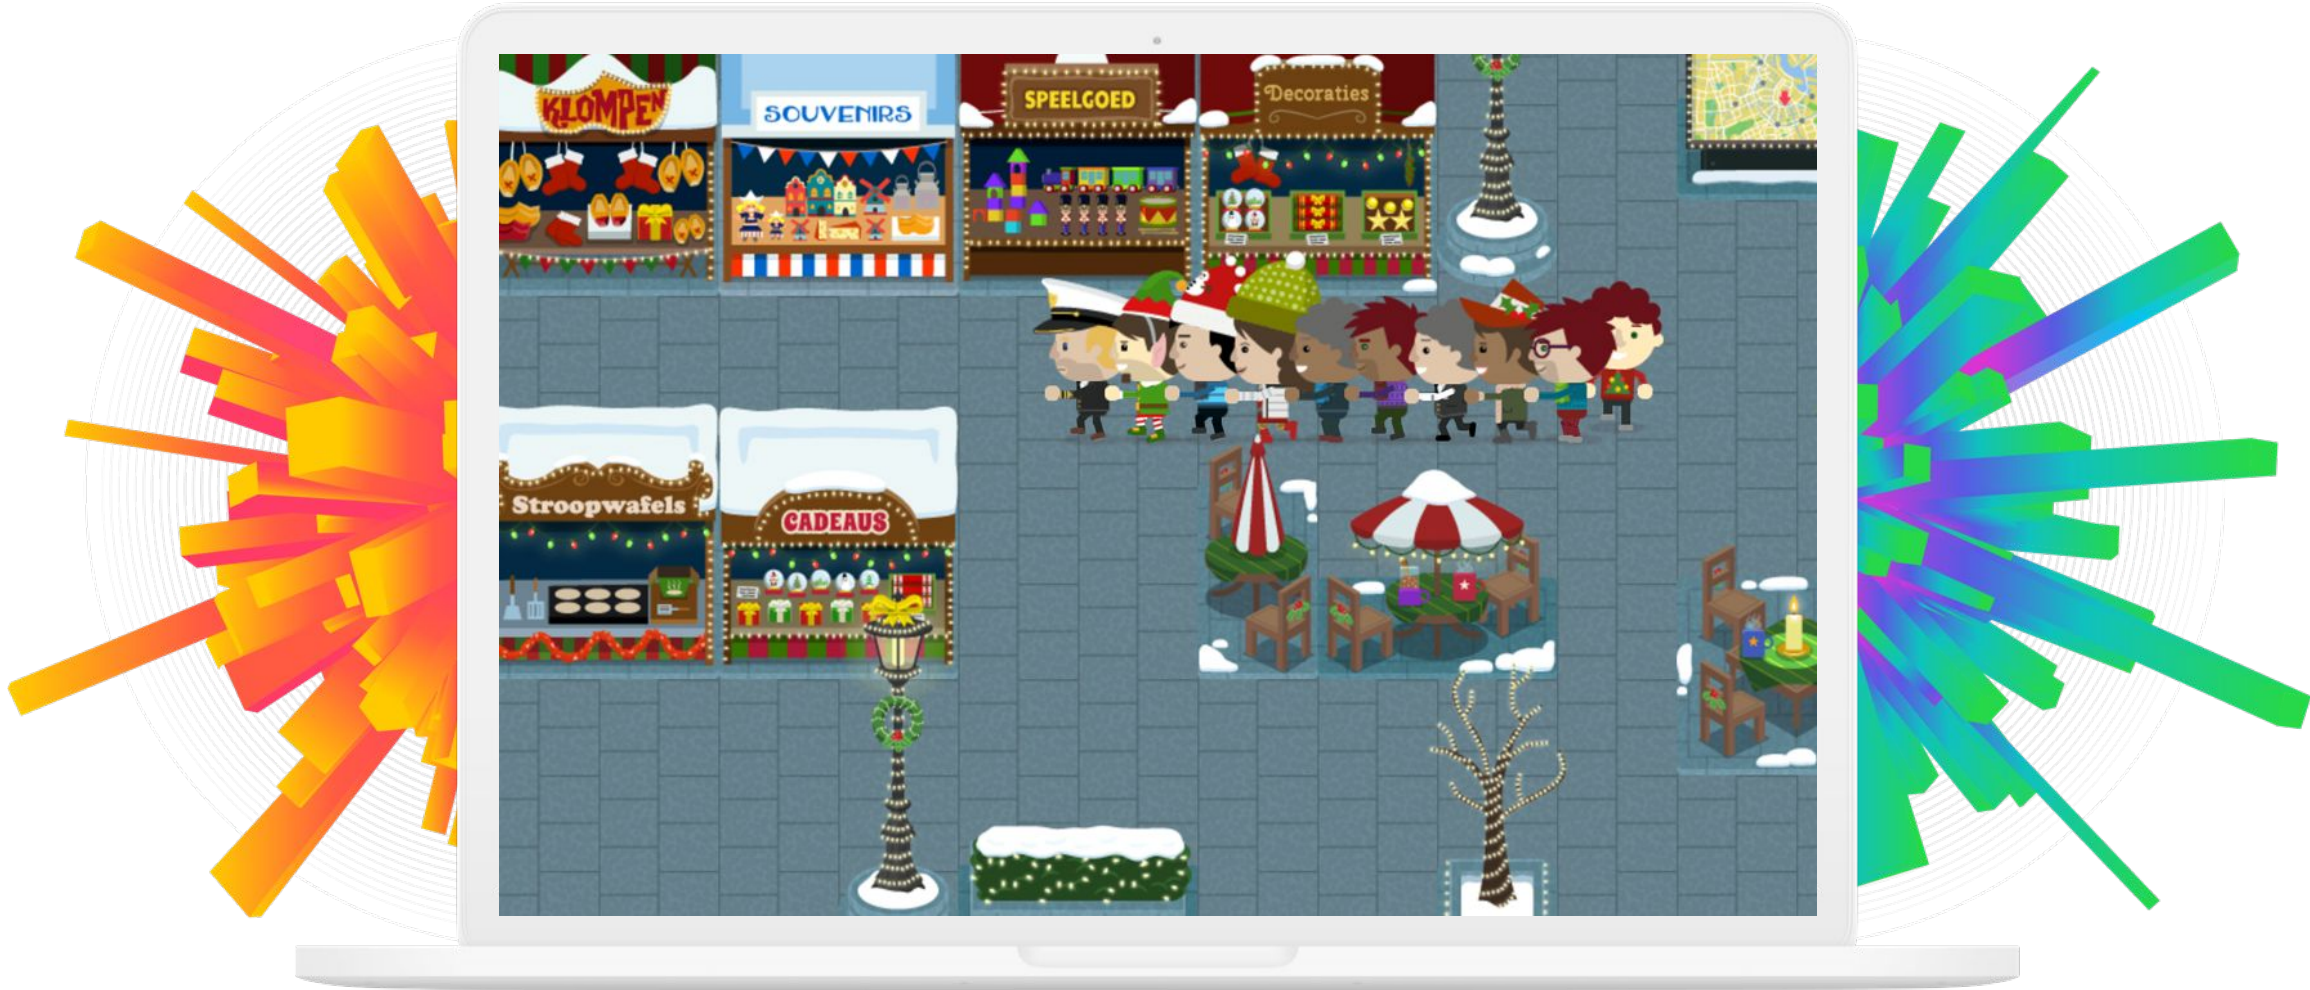 KLOMPEN
SOUVENIRS
SPEELGOED
Decoraties
Stroopwafels
CADEAUS